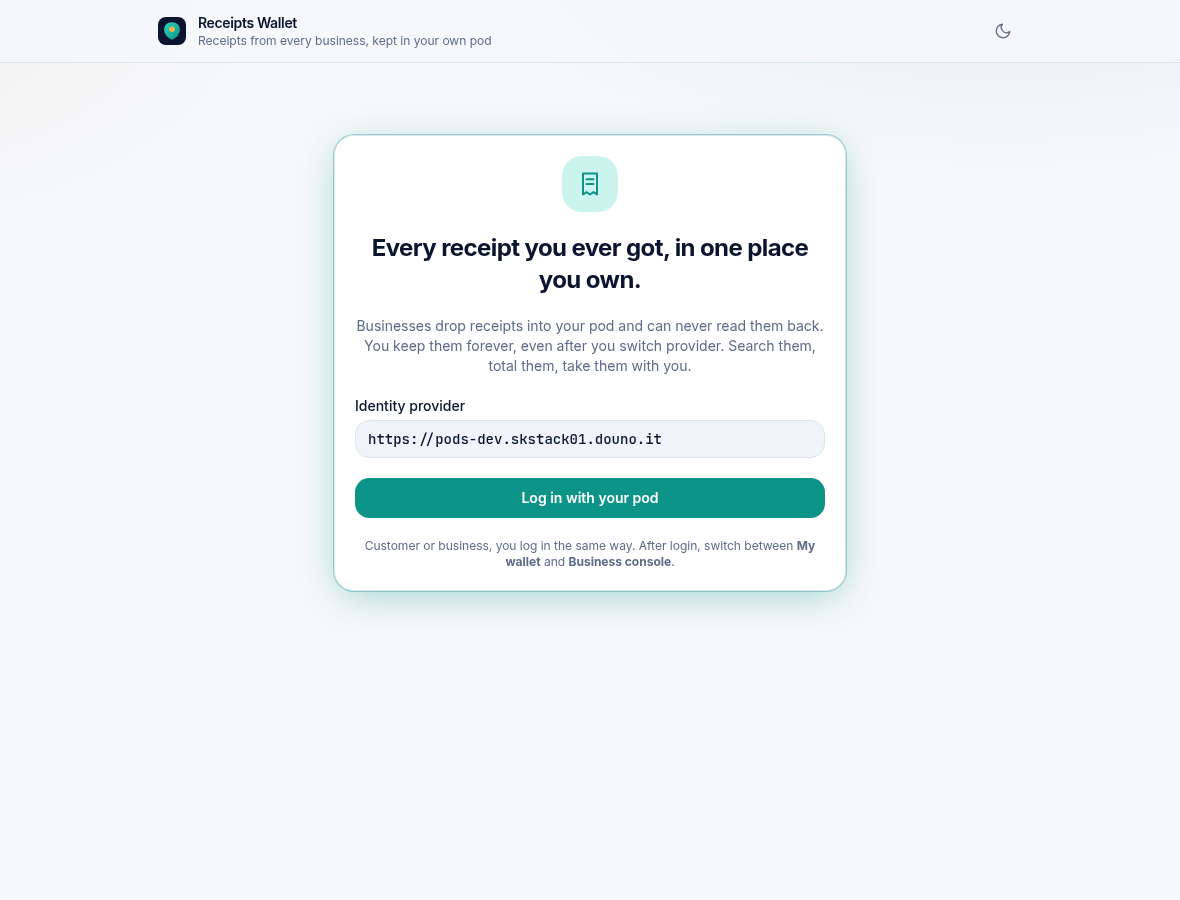 Receipts Wallet
Receipts from every business, kept in your own pod
Every receipt you ever got, in one place
you own.
Businesses drop receipts into your pod and can never read them back.
You keep them forever, even after you switch provider. Search them,
total them, take them with you.
Identity provider
https://pods-dev.skstack01.douno.it
Log in with your pod
Customer or business, you log in the same way. After login, switch between My
wallet and Business console.